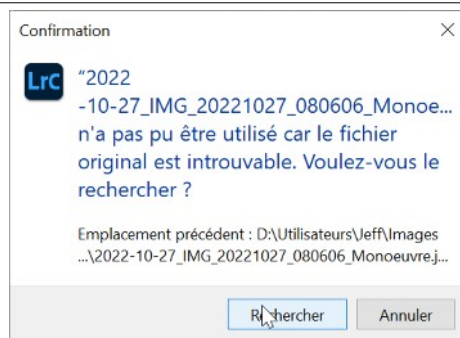 Confirmation
LrC
“2022
-10-27_IMG_20221027_080606_Monoe...
n'a pas pu être utilisé car le fichier
original est introuvable. Voulez-vous le
rechercher ?
Emplacement précédent : D:\Utilisateurs\Jeff\Images
...\2022-10-27_IMG_20221027_080606_Monoeuvre.j...
Rechercher Annuler